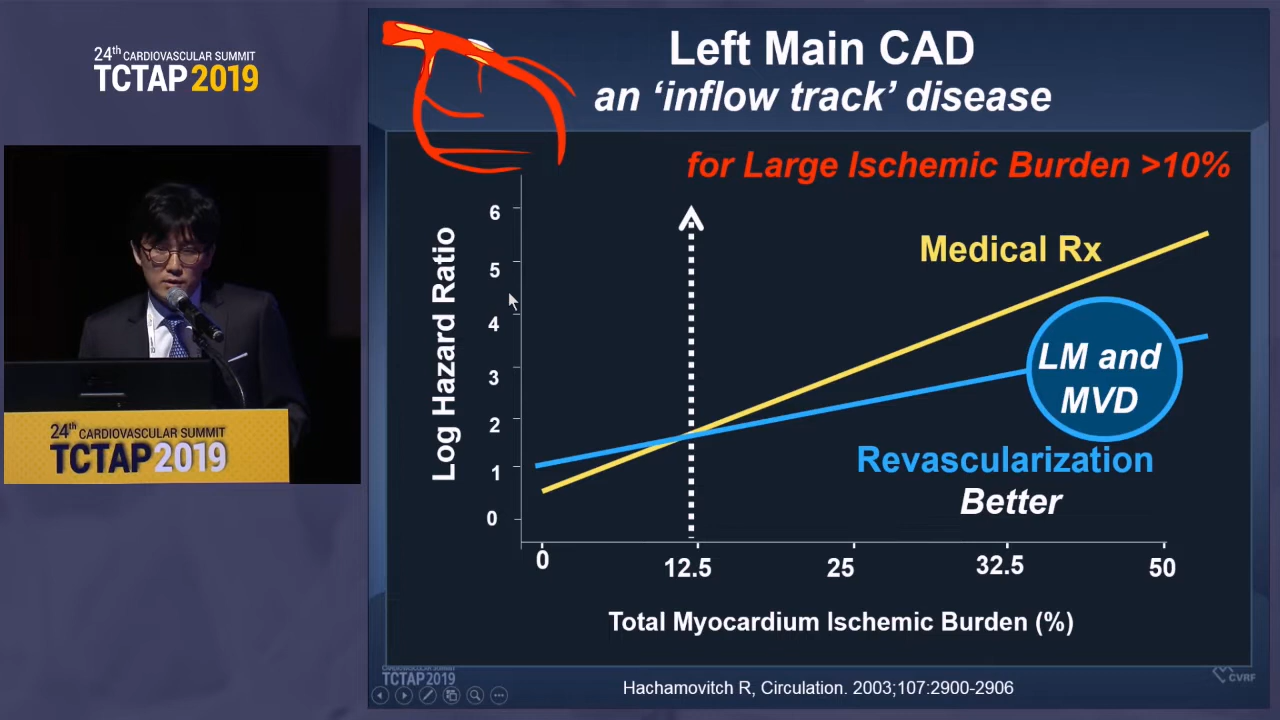 24th CARDIOVASCULAR SUMMIT
TCTAP 2019
24th CARDIOVASCULAR SUMMIT
TCTAP 2019
Left Main CAD
an ‘inflow track’ disease
for Large Ischemic Burden >10%
Log Hazard Ratio
6
5
4
3
2
1
0
Medical Rx
LM and
MVD
Revascularization
Better
0
12.5
25
32.5
50
Total Myocardium Ischemic Burden (%)
CARDIOVASCULAR SUMMIT
TCTAP 2019
Hachamovitch R, Circulation. 2003;107:2900-2906
CVRF